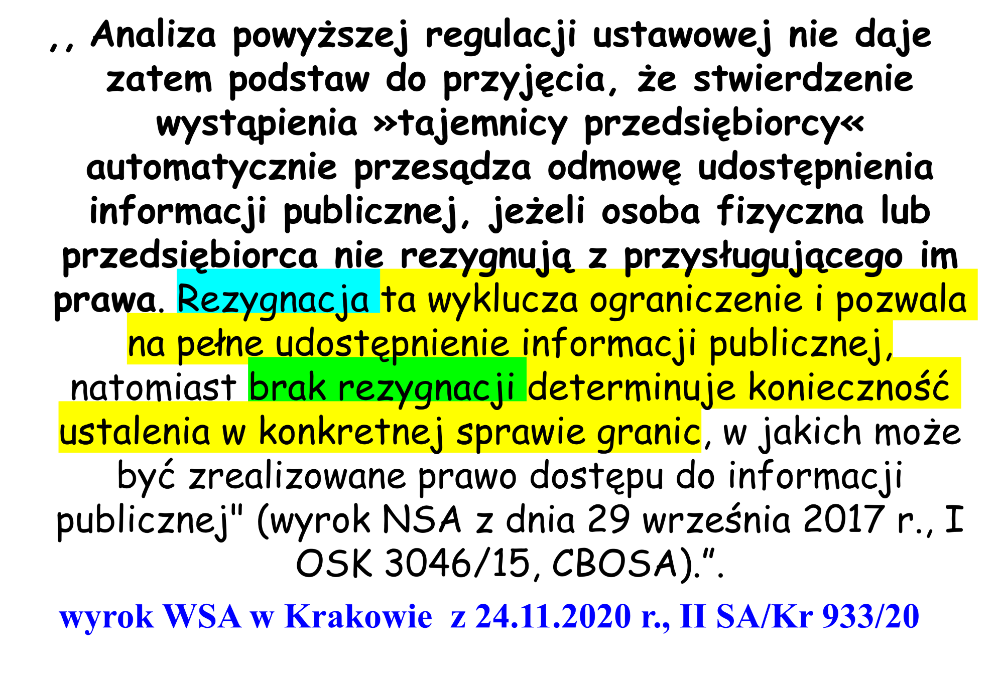 ,, Analiza powyższej regulacji ustawowej nie daje
zatem podstaw do przyjęcia, że stwierdzenie
wystąpienia »tajemnicy przedsiębiorcy«
automatycznie przesądza odmowę udostępnienia
informacji publicznej, jeżeli osoba fizyczna lub
przedsiębiorca nie rezygnują z przysługującego im
prawa. Rezygnacja ta wyklucza ograniczenie i pozwala
na pełne udostępnienie informacji publicznej,
natomiast brak rezygnacji determinuje konieczność
ustalenia w konkretnej sprawie granic, w jakich może
być zrealizowane prawo dostępu do informacji
publicznej" (wyrok NSA z dnia 29 września 2017 r., I
OSK 3046/15, CBOSA).”.
wyrok WSA w Krakowie z 24.11.2020 r., II SA/Kr 933/20